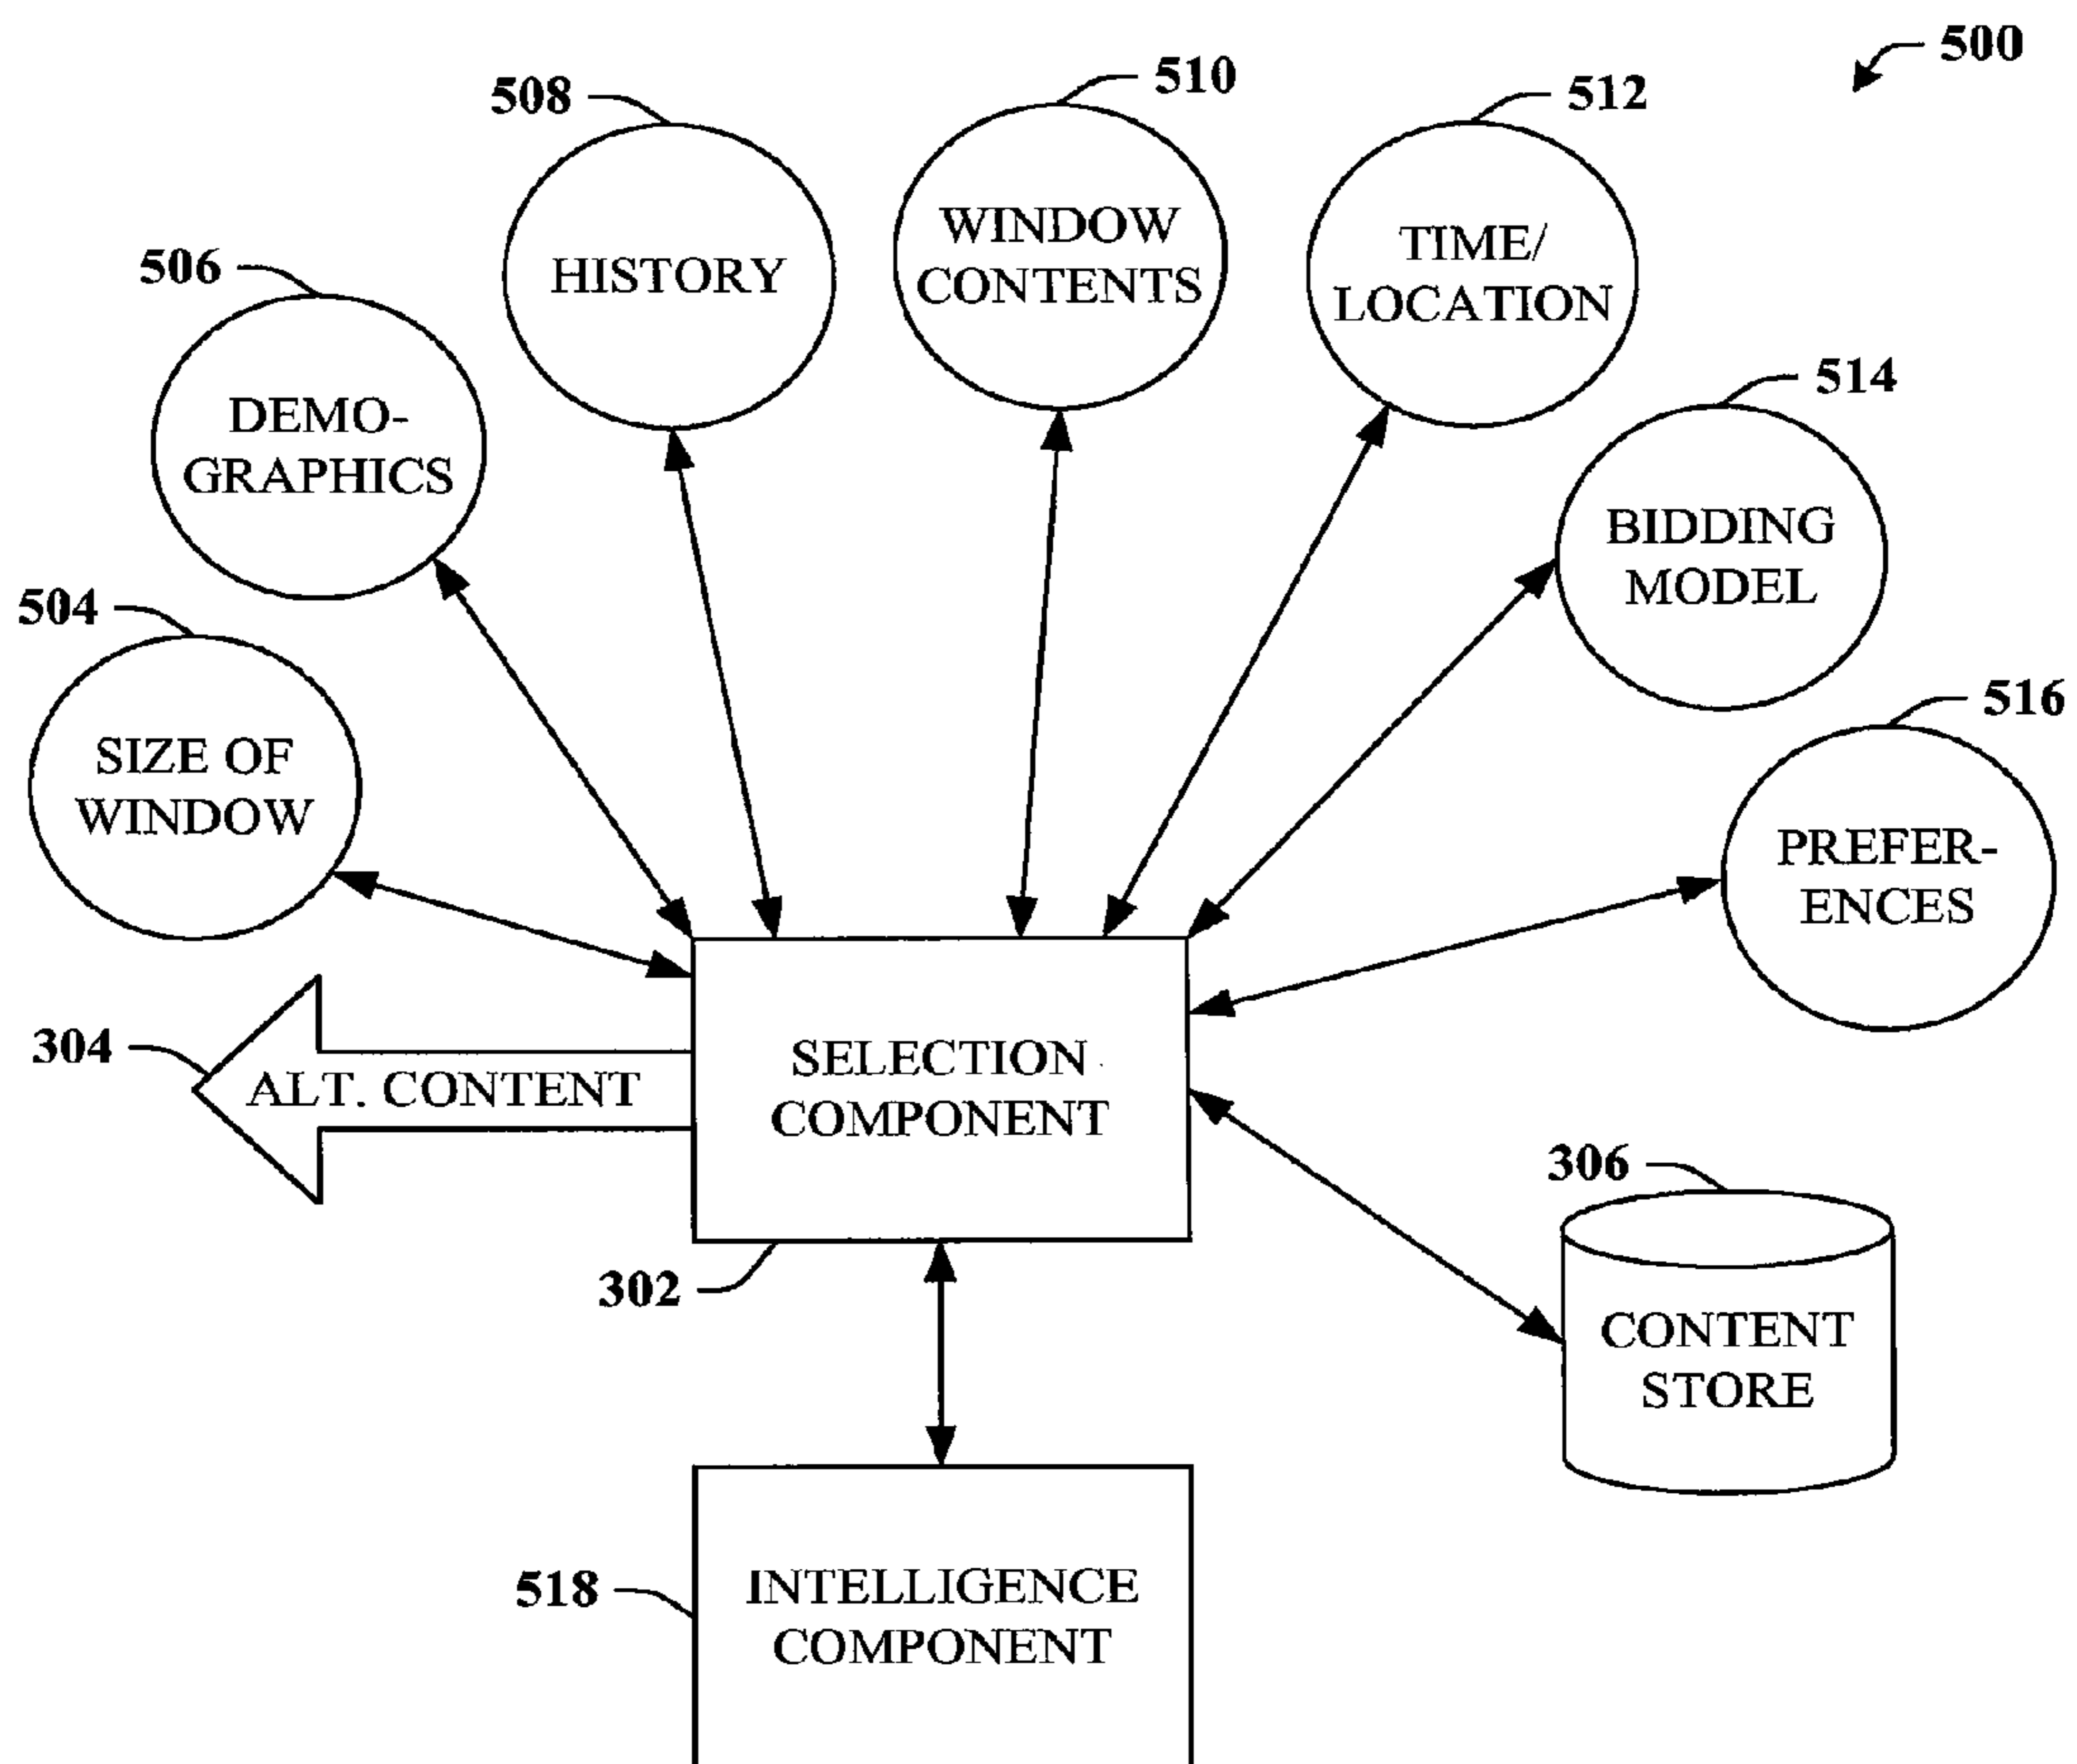 500
510
512
508
WINDOW
CONTENTS
TIME/
LOCATION
HISTORY
506
514
DEMO-
GRAPHICS
BIDDING
MODEL
504
516
SIZE OF
WINDOW
PREFER-
ENCES
304
ALT. CONTENT
SELECTION
COMPONENT
302
306
CONTENT
STORE
518
INTELLIGENCE
COMPONENT